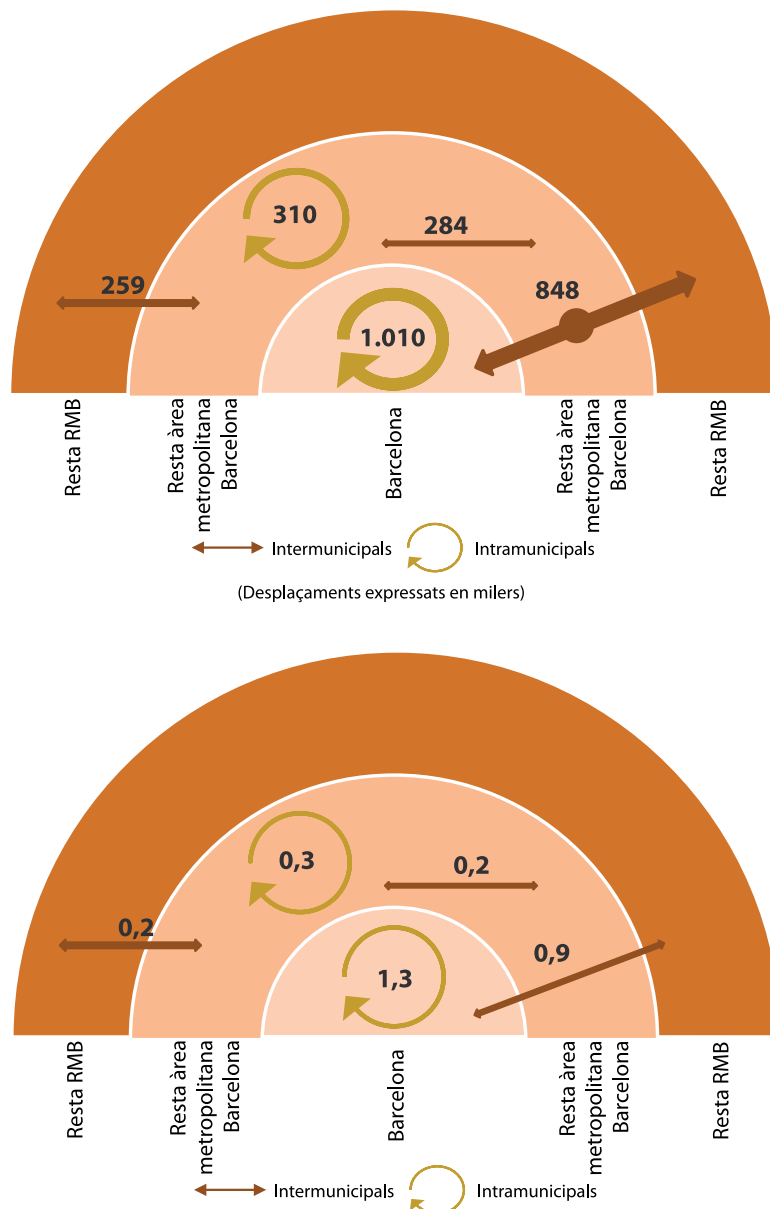 310
284
259
848
1.010
Resta RMB
Resta àrea
metropolitana
Barcelona
Barcelona
Resta àrea
metropolitana
Barcelona
Resta RMB
Intermunicipals
Intramunicipals
(Desplaçaments expressats en milers)
0,3
0,2
0,2
0,9
1,3
Resta RMB
Resta àrea
metropolitana
Barcelona
Barcelona
Resta àrea
metropolitana
Barcelona
Resta RMB
Intermunicipals
Intramunicipals